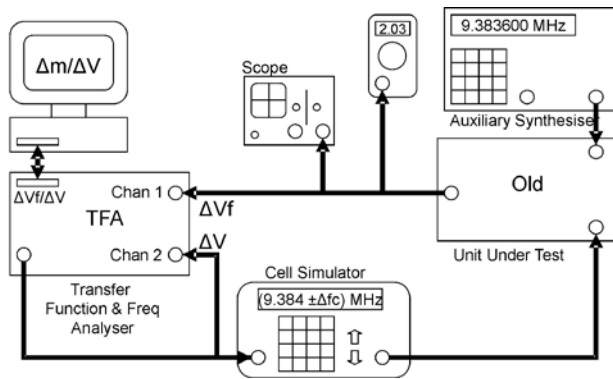 Δm/ΔV
Scope
2.03
9.383600 MHz
Auxiliary Synthesiser
ΔVf/ΔV
TFA
Chan 1
Chan 2
ΔVf
ΔV
Old
Unit Under Test
Transfer
Function & Freq
Analyser
Cell Simulator
(9.384 ±Δfc) MHz